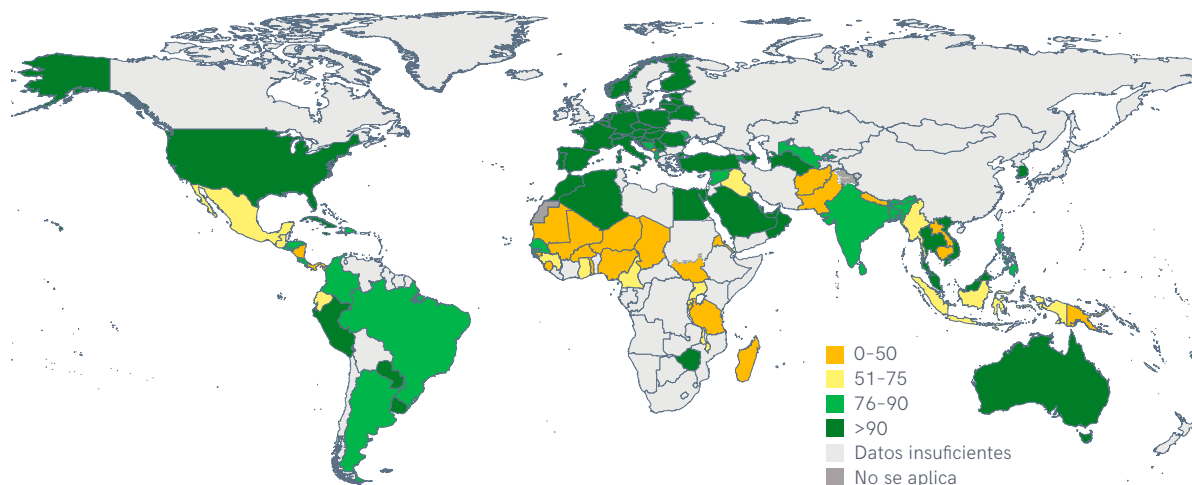 0-50
51-75
76-90
>90
Datos insuficientes
No se aplica